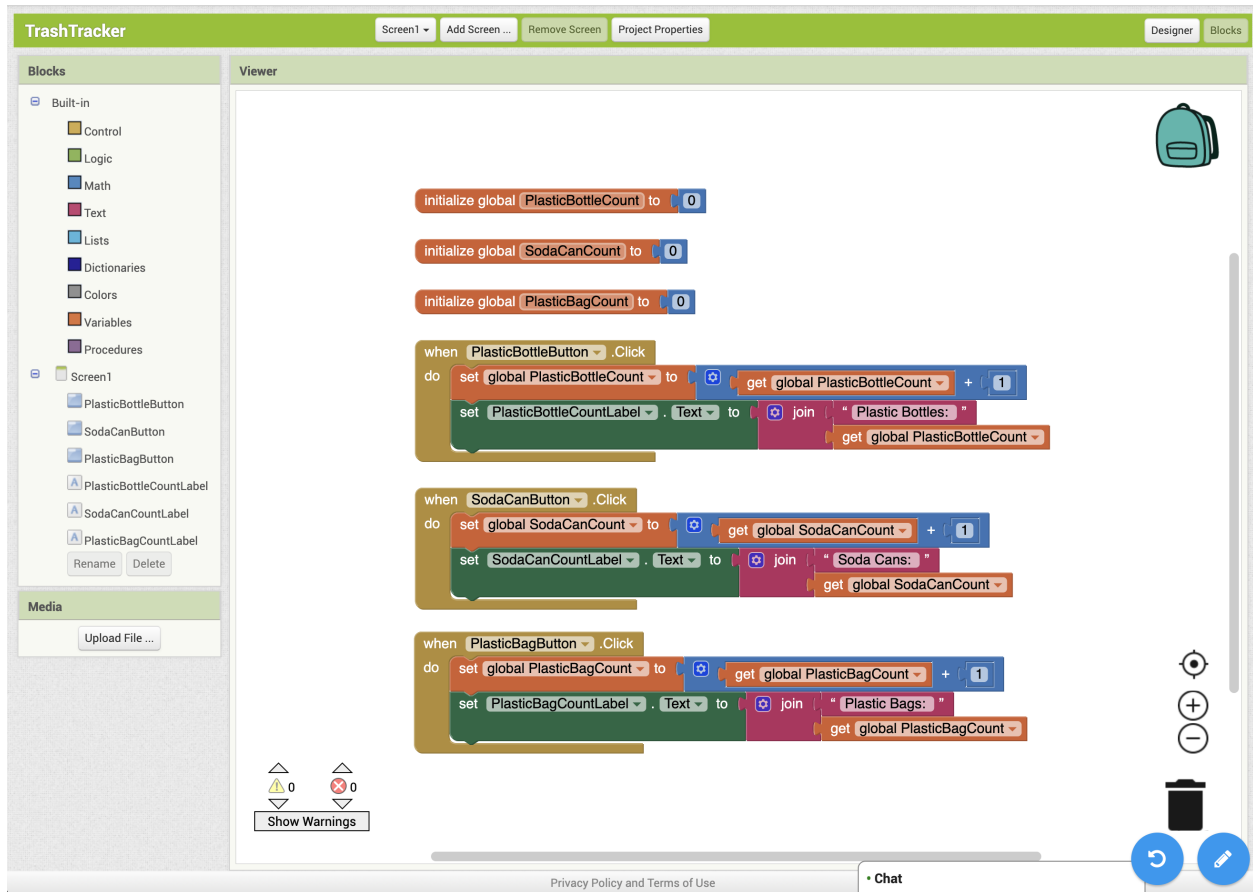 TrashTracker
Screen1
Add Screen ...
Remove Screen
Project Properties
Designer
Blocks
Blocks
Viewer
Built-in
Control
Logic
Math
Text
Lists
Dictionaries
Colors
Variables
Procedures
Screen1
PlasticBottleButton
SodaCanButton
PlasticBagButton
A PlasticBottleCountLabel
A SodaCanCountLabel
A PlasticBagCountLabel
Rename
Delete
Media
Upload File ...
initialize global PlasticBottleCount to 0
initialize global SodaCanCount to 0
initialize global PlasticBagCount to 0
when PlasticBottleButton .Click
do set global PlasticBottleCount to get global PlasticBottleCount + 1
set PlasticBottleCountLabel . Text to join " Plastic Bottles: "
get global PlasticBottleCount
when SodaCanButton .Click
do set global SodaCanCount to get global SodaCanCount + 1
set SodaCanCountLabel . Text to join " Soda Cans: "
get global SodaCanCount
when PlasticBagButton .Click
do set global PlasticBagCount to get global PlasticBagCount + 1
set PlasticBagCountLabel . Text to join " Plastic Bags: "
get global PlasticBagCount
0 0
Show Warnings
Chat
Privacy Policy and Terms of Use